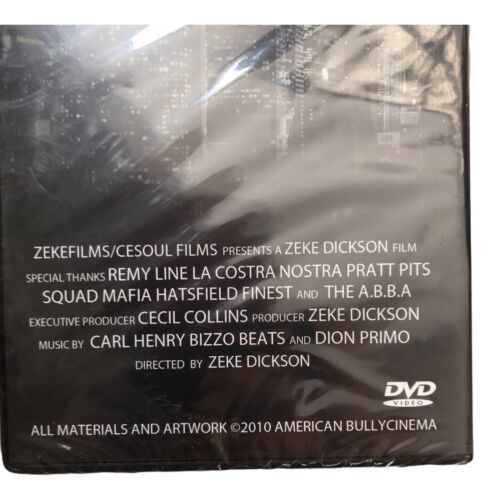 ZEKEFILMS/CESOUL FILMS PRESENTS A ZEKE DICKSON FILM
SPECIAL THANKS REMY LINE LA COSTRA NOSTRA PRATT PITS
SQUAD MAFIA HATSFIELD FINEST AND THE A.B.B.A
EXECUTIVE PRODUCER CECIL COLLINS PRODUCER ZEKE DICKSON
MUSIC BY CARL HENRY BIZZO BEATS AND DION PRIMO
DIRECTED BY ZEKE DICKSON
DVD
VIDEO
ALL MATERIALS AND ARTWORK ©2010 AMERICAN BULLYCINEMA